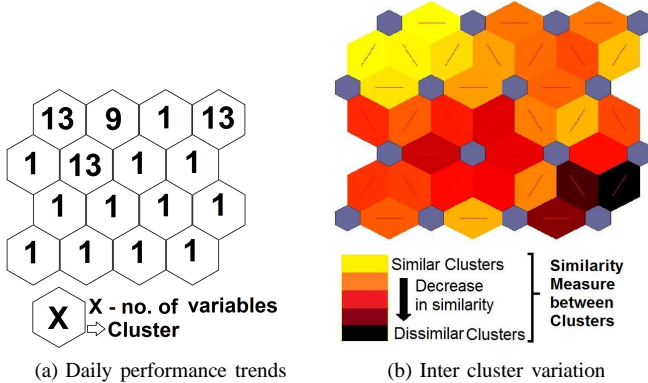 13 9 1 13
1 13 1 1
1 1 1 1
1 1 1 1
X
X - no. of variables
Cluster
(a) Daily performance trends
Similar Clusters
Decrease
in similarity
Dissimilar Clusters
Similarity
Measure
between
Clusters
(b) Inter cluster variation